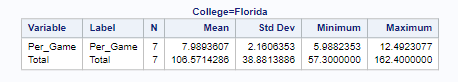 College=Florida
Variable Label N Mean Std Dev Minimum Maximum
Per_Game Per_Game 7 7.9893607 2.1606353 5.9882353 12.4923077
Total Total 7 106.5714286 38.8813886 57.3000000 162.4000000